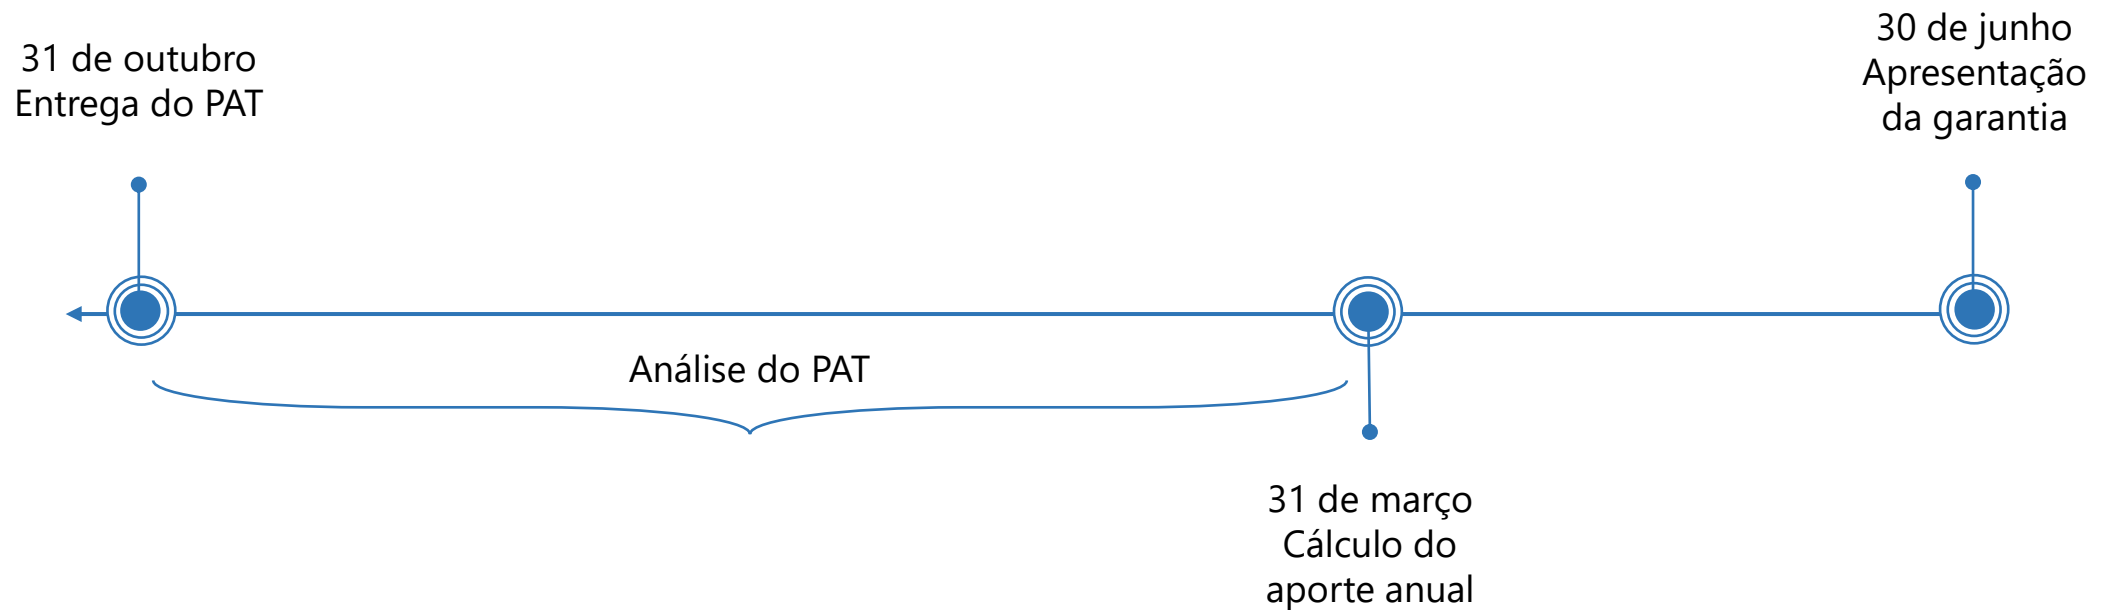 31 de outubro
Entrega do PAT
30 de junho
Apresentação
da garantia
Análise do PAT
31 de março
Cálculo do
aporte anual